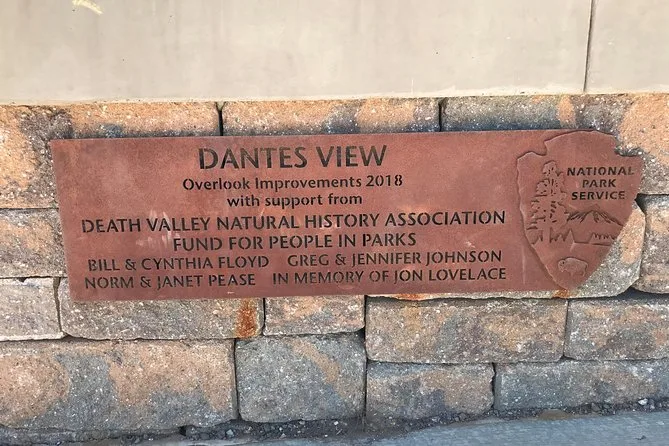 DANTES VIEW
Overlook Improvements 2018
with support from
DEATH VALLEY NATURAL HISTORY ASSOCIATION
FUND FOR PEOPLE IN PARKS
BILL & CYNTHIA FLOYD GREG & JENNIFER JOHNSON
NORM & JANET PEASE IN MEMORY OF JON LOVELACE
NATIONAL
PARK
SERVICE